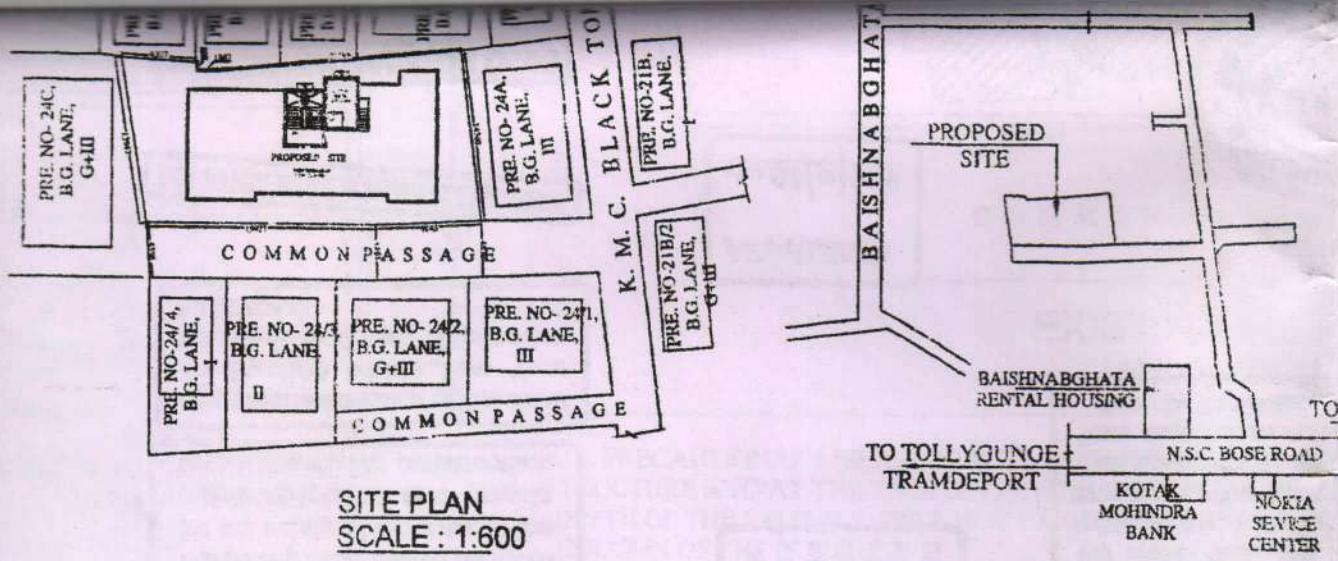 PRE. NO- 24C,
B.G. LANE,
G+III
PROPOSED SITE
PRE. NO- 24A,
B.G. LANE,
III
K. M. C. BLACK TO
PRE. NO-21B,
B.G. LANE,
I
PRE. NO-21B/2,
B.G. LANE,
G+III
COMMON PASSAGE
PRE. NO-24/4,
B.G. LANE,
I
PRE. NO- 24/3
B.G. LANE,
II
PRE. NO- 24/2,
B.G. LANE,
G+III
PRE. NO- 24/1,
B.G. LANE,
III
COMMON PASSAGE
SITE PLAN
SCALE : 1:600
BAISHNABGHATA
PROPOSED
SITE
BAISHNABGHATA
RENTAL HOUSING
TO
TO TOLLYGUNGE
TRAMDEPORT
N.S.C. BOSE ROAD
KOTAK
MOHINDRA
BANK
NOKIA
SEVICE
CENTER